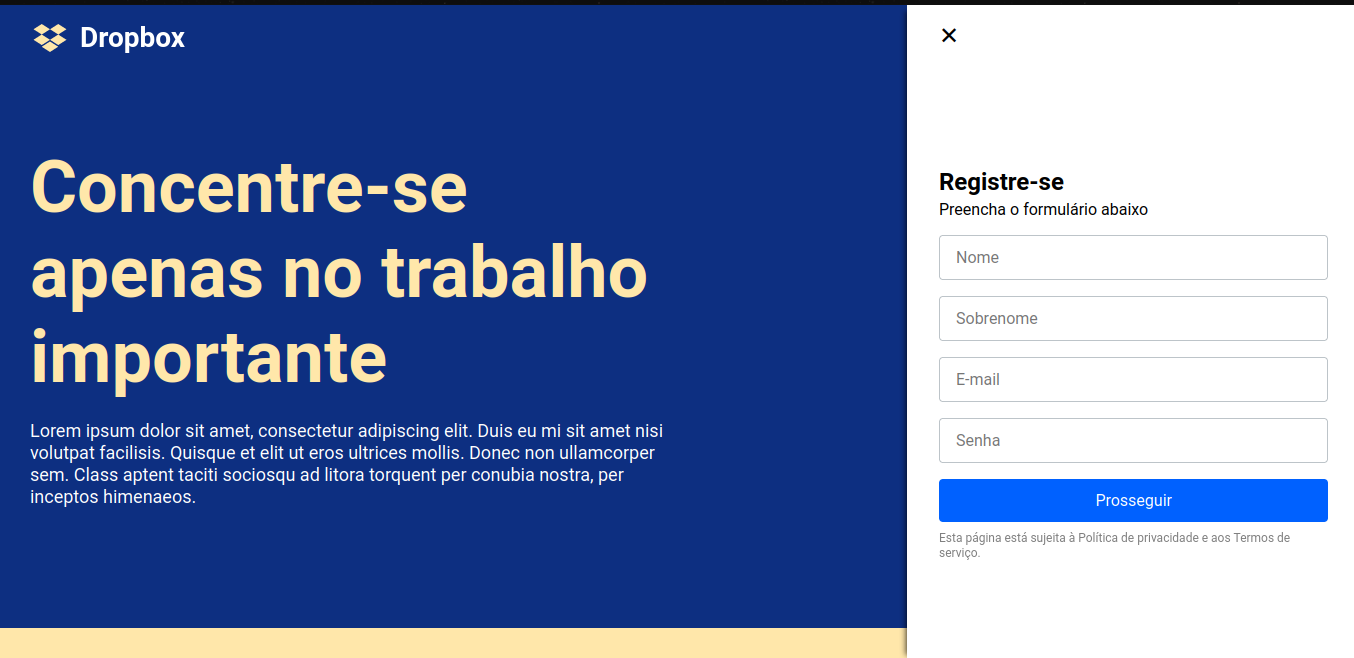 Dropbox
Concentre-se
apenas no trabalho
importante
Lorem ipsum dolor sit amet, consectetur adipiscing elit. Duis eu mi sit amet nisi
volutpat facilisis. Quisque et elit ut eros ultrices mollis. Donec non ullamcorper
sem. Class aptent taciti sociosqu ad litora torquent per conubia nostra, per
inceptos himenaeos.
Registre-se
Preencha o formulário abaixo
Nome
Sobrenome
E-mail
Senha
Prosseguir
Esta página está sujeita à Política de privacidade e aos Termos de
serviço.